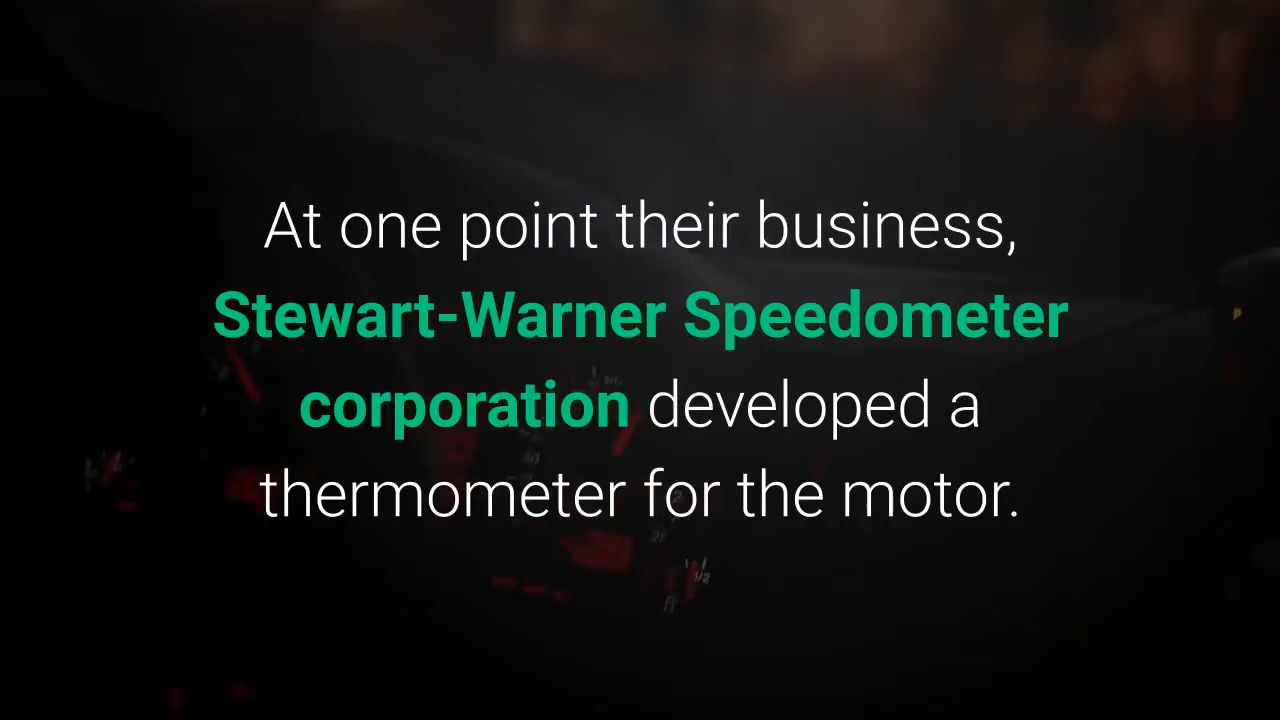 At one point their business,
Stewart-Warner Speedometer
corporation developed a
thermometer for the motor.